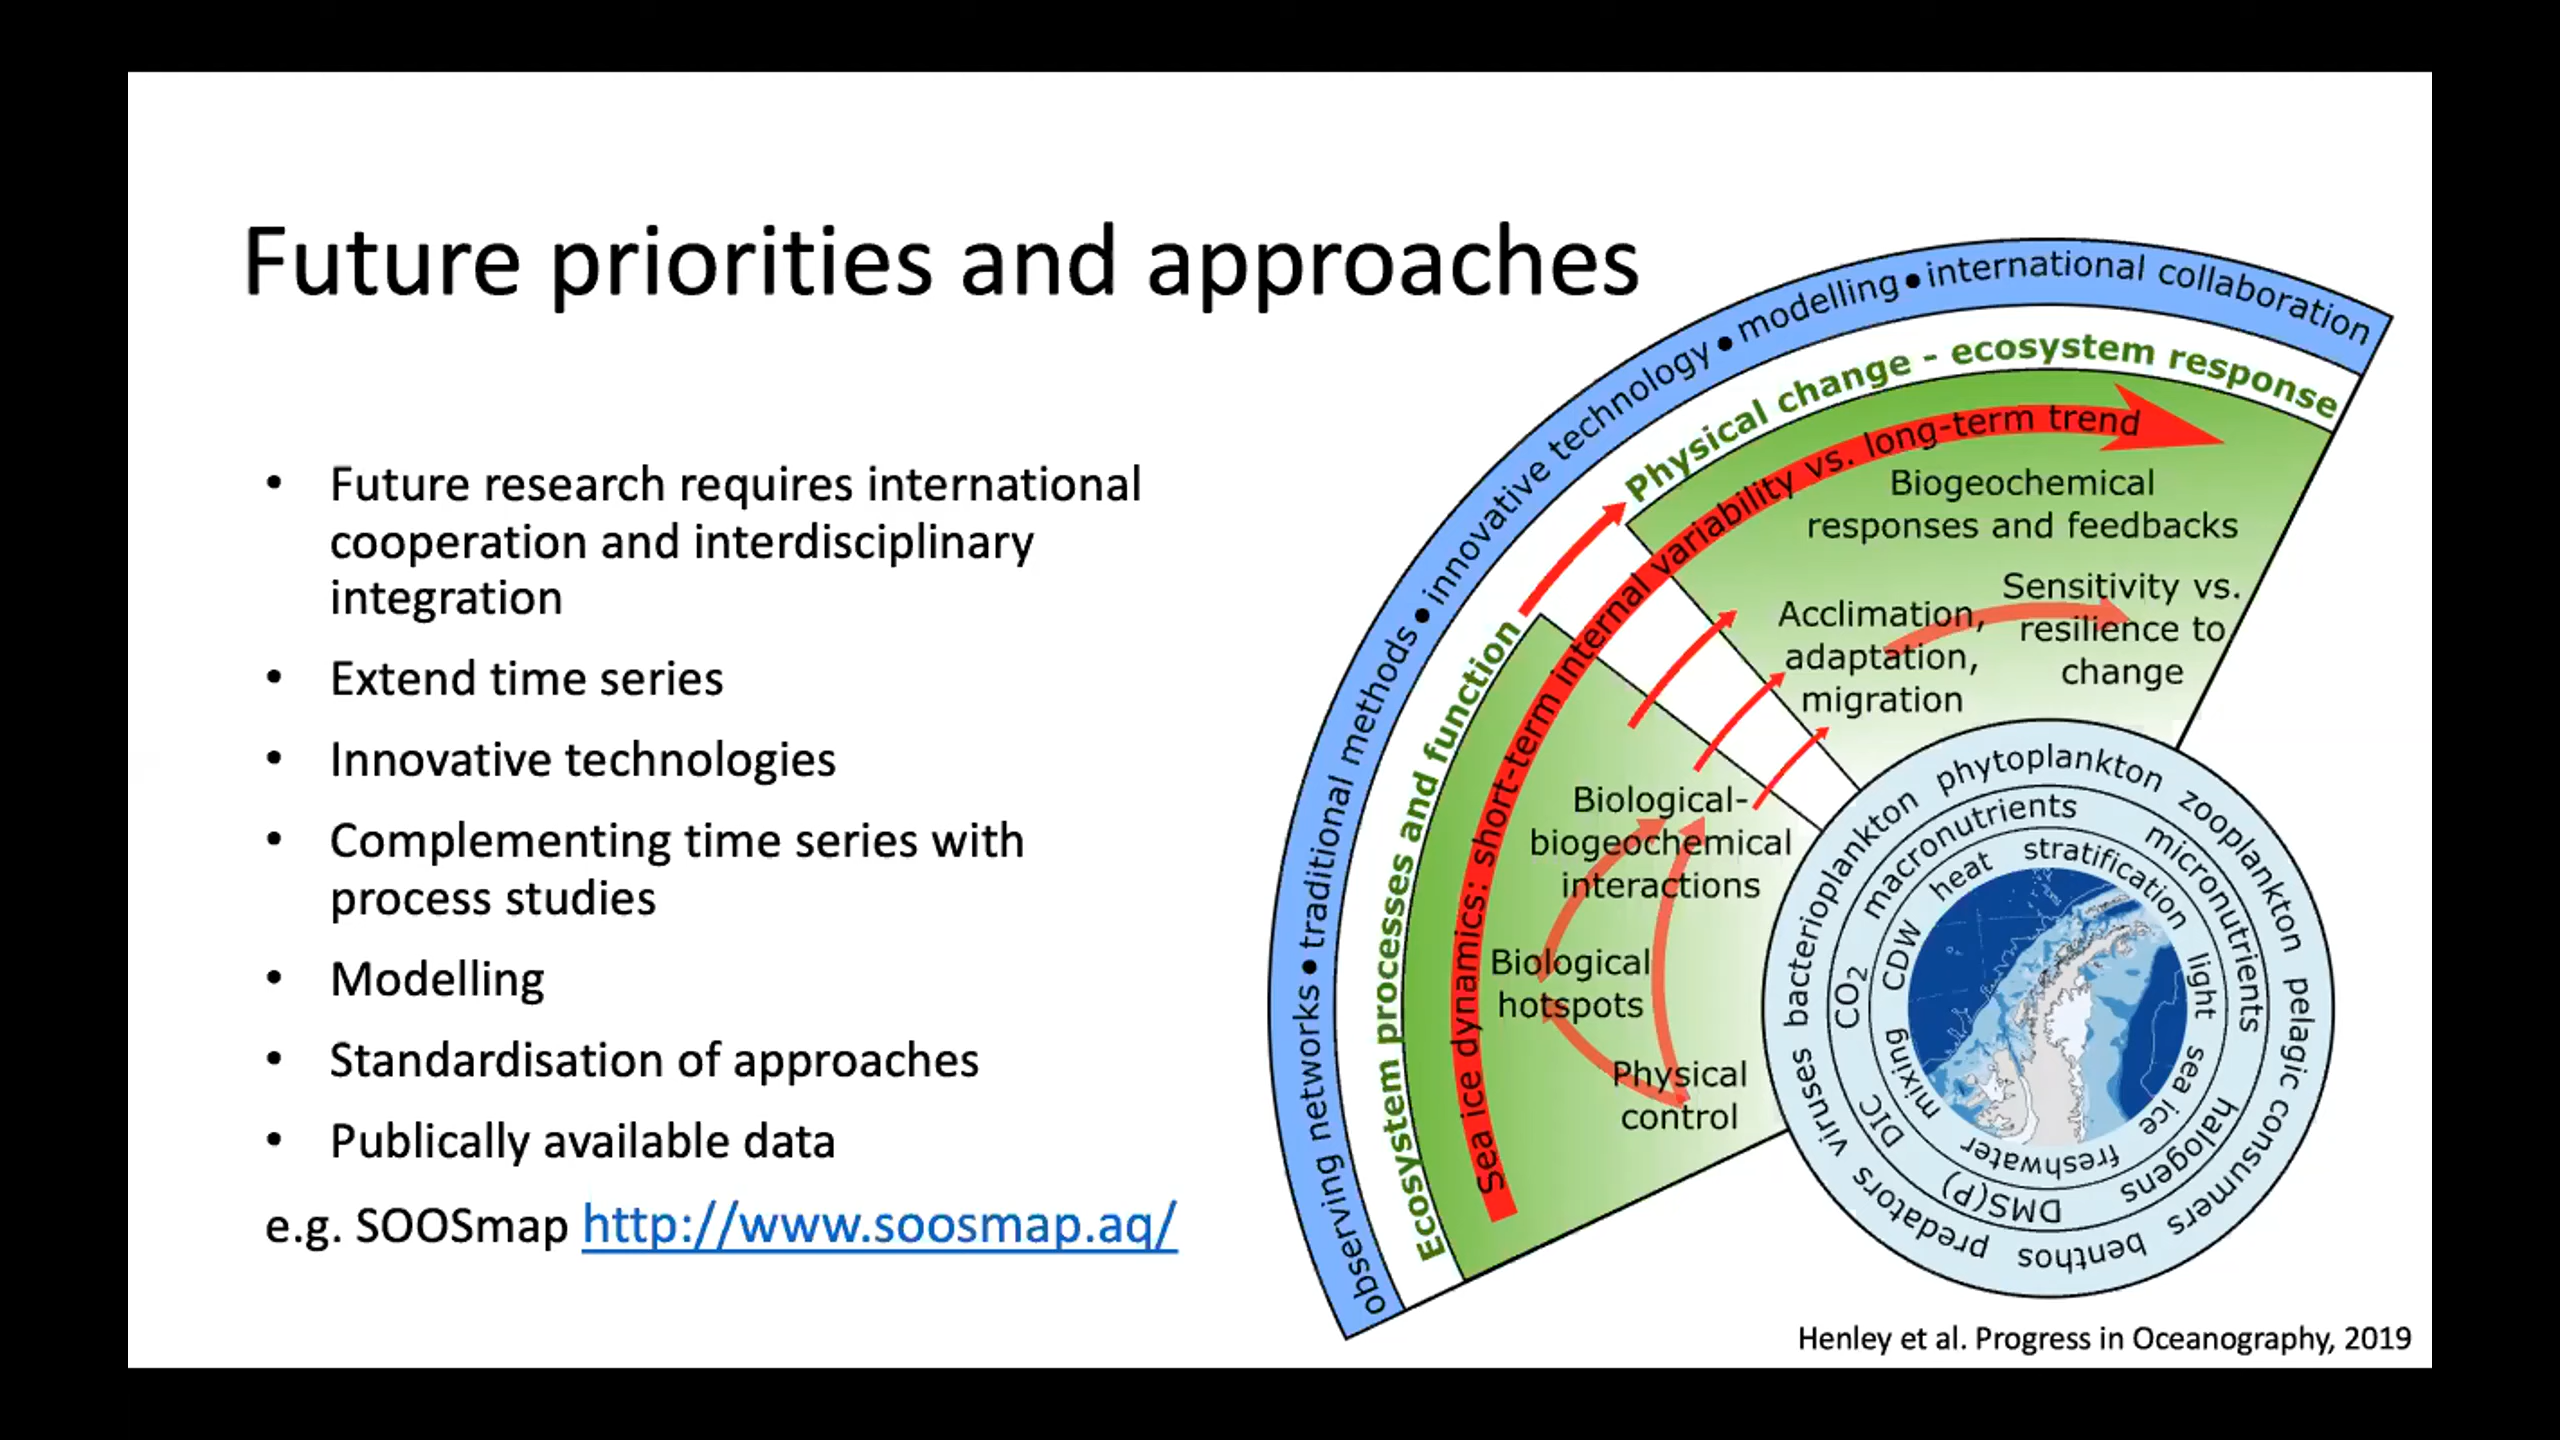 Future priorities and approaches
• Future research requires international
cooperation and interdisciplinary
integration
• Extend time series
• Innovative technologies
• Complementing time series with
process studies
• Modelling
• Standardisation of approaches
• Publically available data
e.g. SOOSmap http://www.soosmap.aq/
observing networks • traditional methods • innovative technology • modelling • international collaboration
Ecosystem processes and function
Physical change - ecosystem response
Sea ice dynamics: short-term internal variability vs. long-term trend
Biogeochemical
responses and feedbacks
Sensitivity vs.
resilience to
change
Acclimation,
adaptation,
migration
Biological-
biogeochemical
interactions
Biological
hotspots
Physical
control
viruses bacterioplankton phytoplankton zooplankton pelagic consumers benthos predators
DIC CO2 macronutrients micronutrients halogens DMS(P)
mixing CDW heat stratification light sea ice freshwater
Henley et al. Progress in Oceanography, 2019